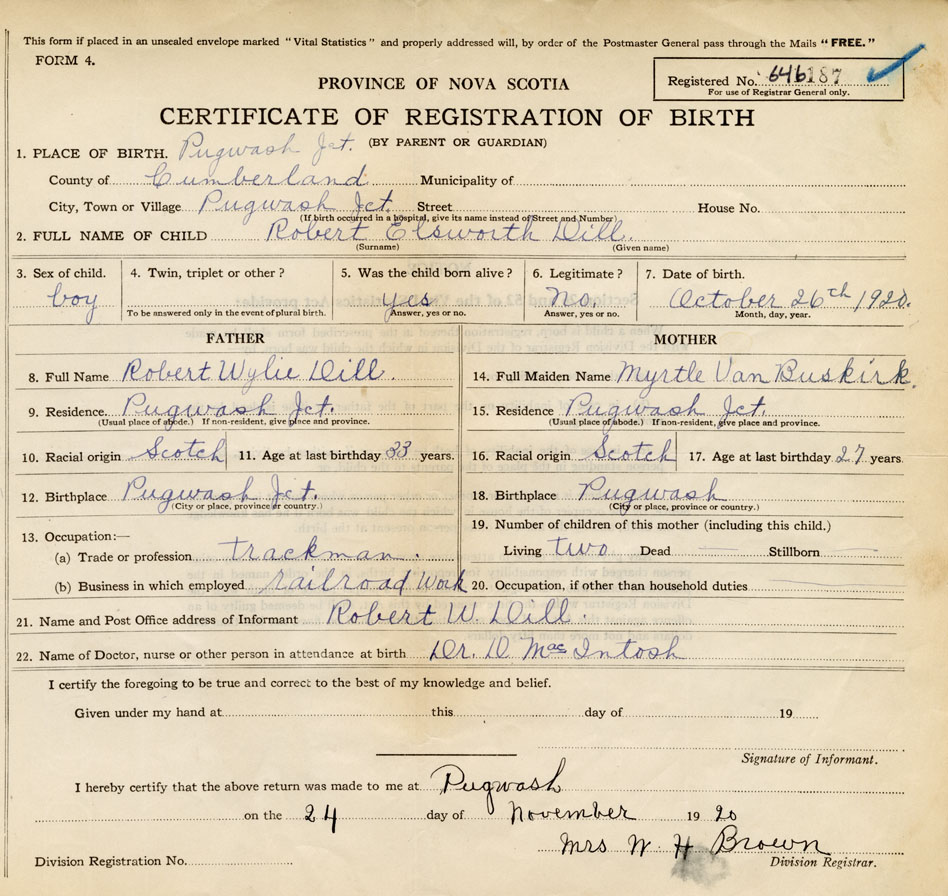 This form if placed in an unsealed envelope marked "Vital Statistics" and properly addressed will, by order of the Postmaster General pass through the Mails "FREE."
FORM 4.
Registered No. 646187
For use of Registrar General only.
PROVINCE OF NOVA SCOTIA
CERTIFICATE OF REGISTRATION OF BIRTH
(BY PARENT OR GUARDIAN)
1. PLACE OF BIRTH. Pugwash Jct.
County of Cumberland Municipality of
City, Town or Village Pugwash Jct. Street House No.
(If birth occurred in a hospital, give its name instead of Street and Number)
2. FULL NAME OF CHILD Robert Elsworth Dill.
(Surname) (Given name)
3. Sex of child. 4. Twin, triplet or other? 5. Was the child born alive? 6. Legitimate? 7. Date of birth.
boy yes No. October 26th 1920.
To be answered only in the event of plural birth. Answer, yes or no. Answer, yes or no. Month, day, year.
FATHER MOTHER
8. Full Name Robert Wylie Dill. 14. Full Maiden Name Myrtle Van Buskirk.
9. Residence. Pugwash Jct. 15. Residence Pugwash Jct.
(Usual place of abode.) If non-resident, give place and province. (Usual place of abode.) If non-resident, give place and province.
10. Racial origin Scotch 11. Age at last birthday 33 years. 16. Racial origin Scotch 17. Age at last birthday 27 years.
12. Birthplace Pugwash Jct. 18. Birthplace Pugwash
(City or place, province or country.) (City or place, province or country.)
13. Occupation:— 19. Number of children of this mother (including this child.)
(a) Trade or profession trackman. Living two Dead — Stillborn —
(b) Business in which employed railroad Work 20. Occupation, if other than household duties
21. Name and Post Office address of Informant Robert W. Dill.
22. Name of Doctor, nurse or other person in attendance at birth Dr. D MacIntosh
I certify the foregoing to be true and correct to the best of my knowledge and belief.
Given under my hand at this day of 19
Signature of Informant.
I hereby certify that the above return was made to me at Pugwash
on the 24 day of November 19 20
Mrs W. H Brown
Division Registration No. Division Registrar.